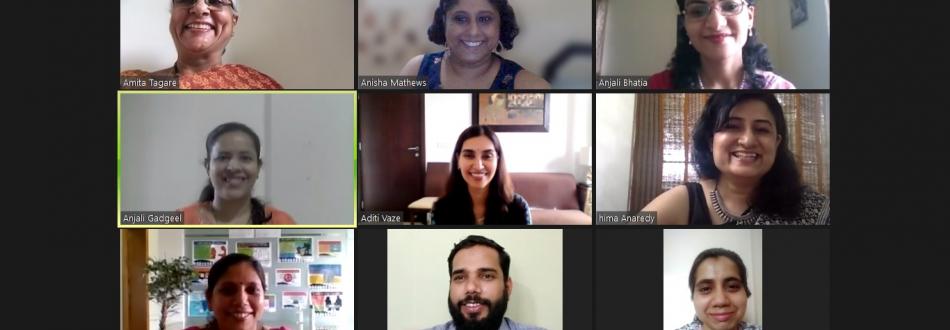 Amita Tagare
Anisha Mathews
Anjali Bhatia
Anjali Gadgeel
Aditi Vaze
hima Anaredy